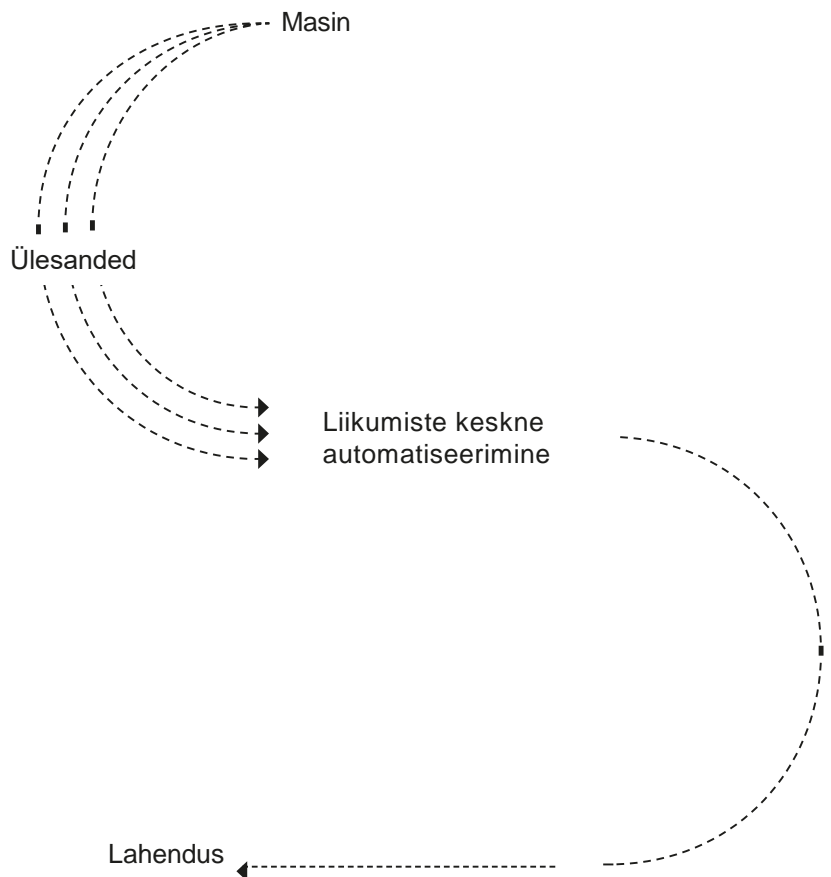 Masin
Ülesanded
Liikumiste keskne
automatiseerimine
Lahendus